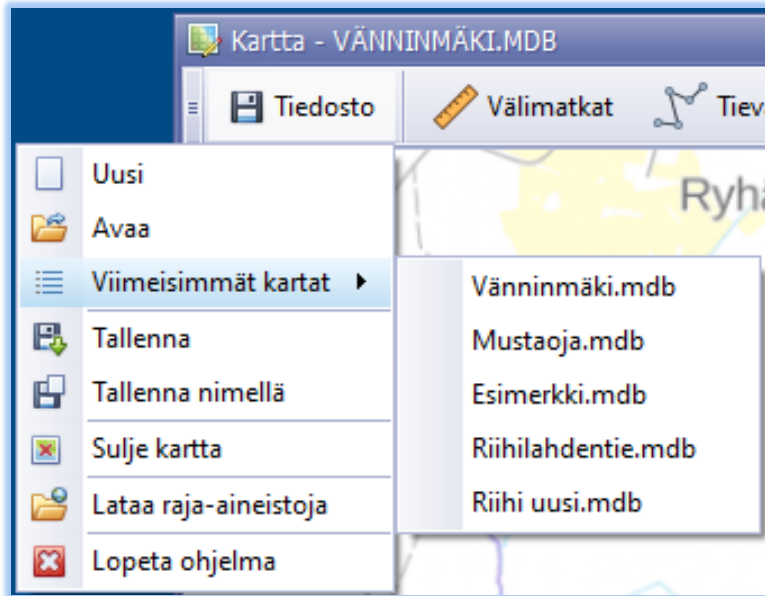 Kartta - VÄNNINMÄKI.MDB
Tiedosto
Välimatkat
Uusi
Avaa
Viimeisimmät kartat
Tallenna
Tallenna nimellä
Sulje kartta
Lataa raja-aineistoja
Lopeta ohjelma
Vänninmäki.mdb
Mustaoja.mdb
Esimerkki.mdb
Riihilahdentie.mdb
Riihi uusi.mdb